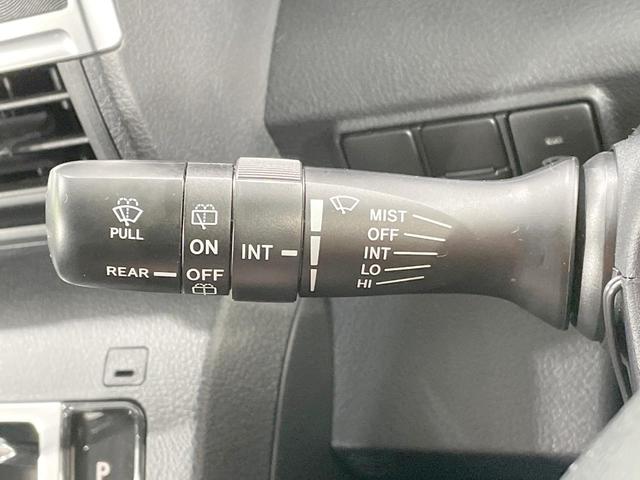 PULL
REAR
ON
OFF
INT
MIST
OFF
INT
LO
HI
P